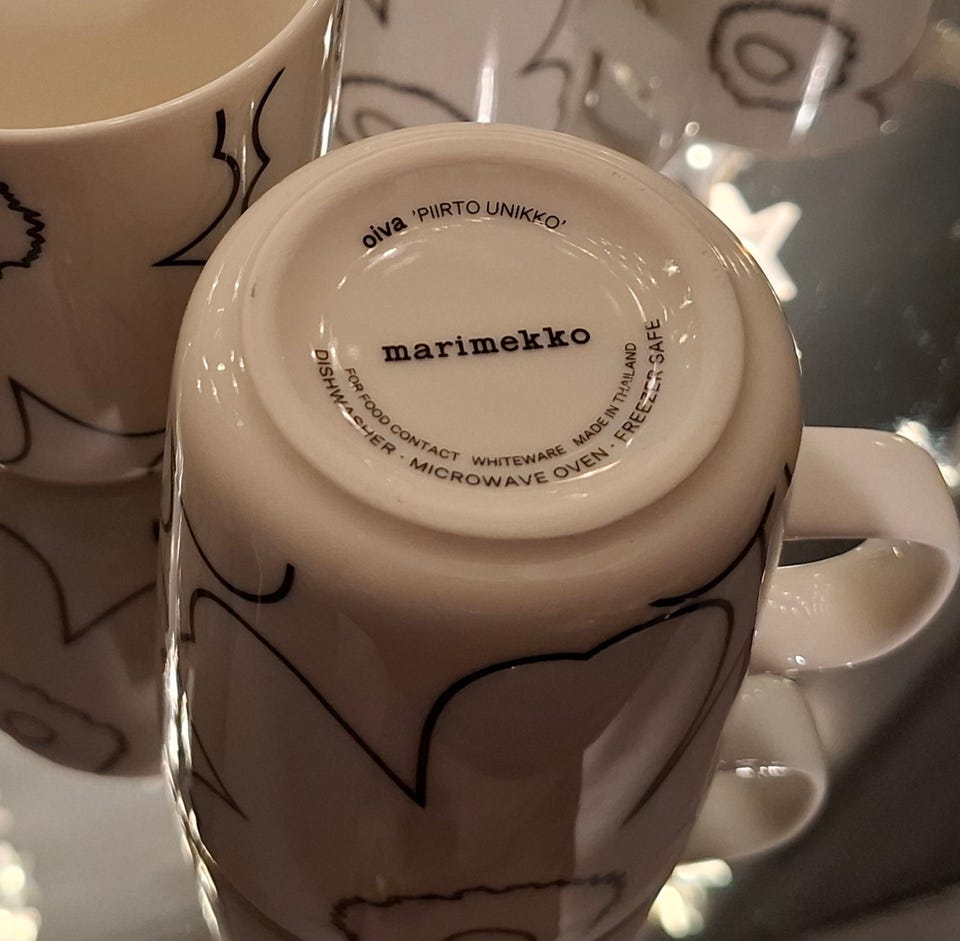 oiva 'PIIRTO UNIKKO'
marimekko
FOR FOOD CONTACT WHITEWARE MADE IN THAILAND
DISHWASHER · MICROWAVE OVEN · FREEZER SAFE